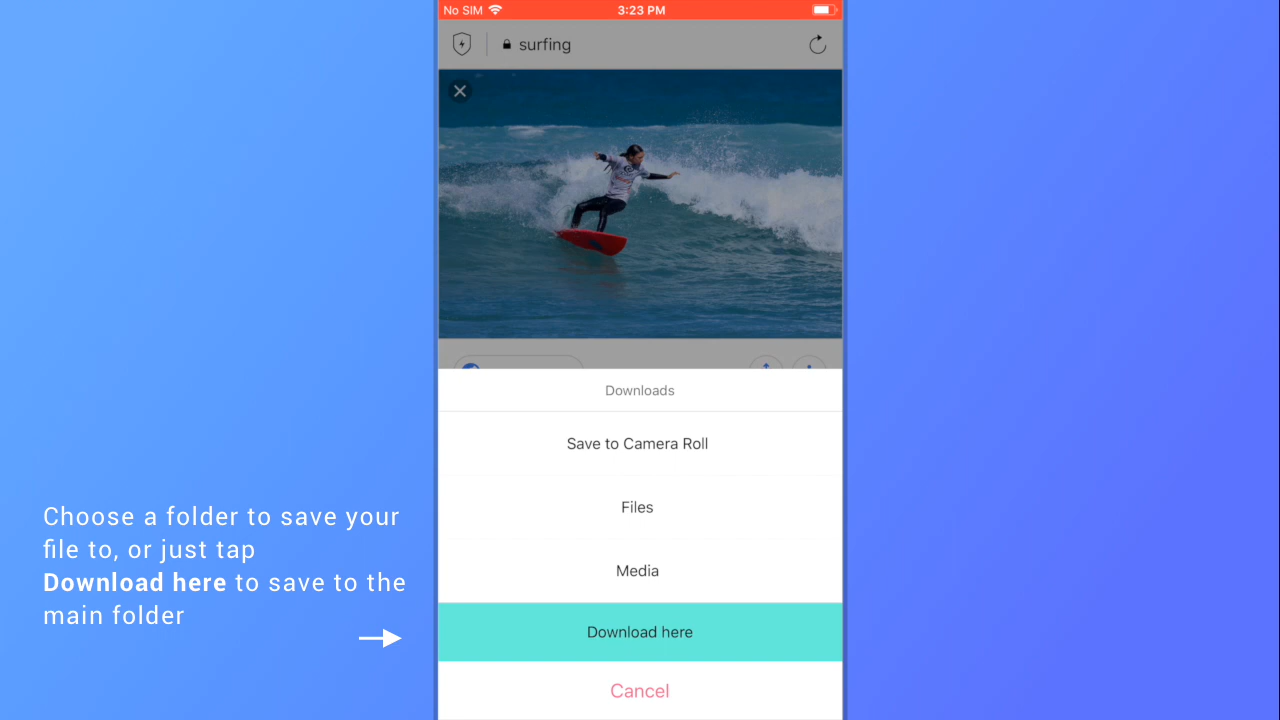 No SIM 3:23 PM
surfing
Downloads
Save to Camera Roll
Files
Media
Download here
Cancel
Choose a folder to save your
file to, or just tap
Download here to save to the
main folder